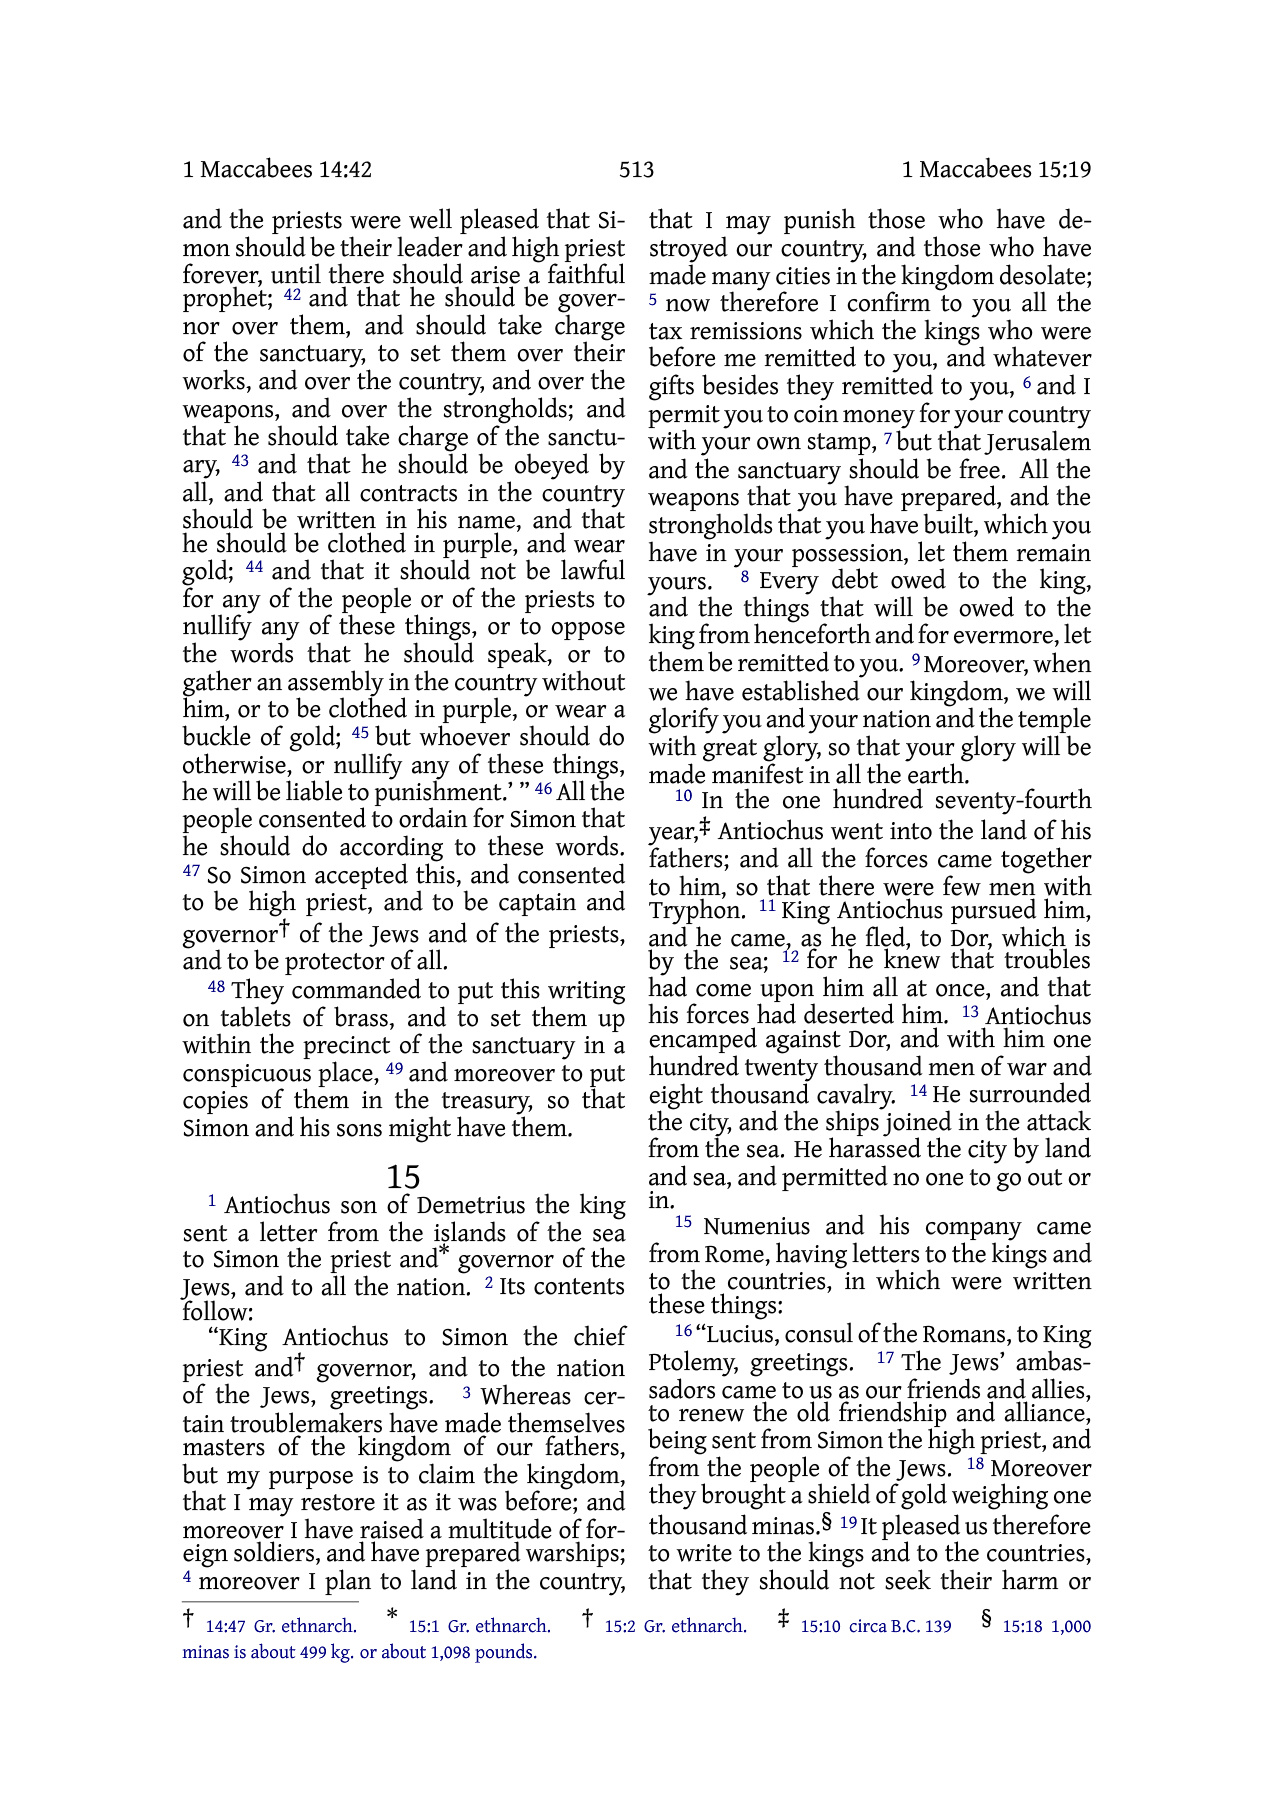 1 Maccabees 14:42 513 1 Maccabees 15:19
and the priests were well pleased that Si-
mon should be their leader and high priest
forever, until there should arise a faithful
prophet; 42 and that he should be gover-
nor over them, and should take charge
of the sanctuary, to set them over their
works, and over the country, and over the
weapons, and over the strongholds; and
that he should take charge of the sanctu-
ary, 43 and that he should be obeyed by
all, and that all contracts in the country
should be written in his name, and that
he should be clothed in purple, and wear
gold; 44 and that it should not be lawful
for any of the people or of the priests to
nullify any of these things, or to oppose
the words that he should speak, or to
gather an assembly in the country without
him, or to be clothed in purple, or wear a
buckle of gold; 45 but whoever should do
otherwise, or nullify any of these things,
he will be liable to punishment.’ ” 46 All the
people consented to ordain for Simon that
he should do according to these words.
47 So Simon accepted this, and consented
to be high priest, and to be captain and
governor† of the Jews and of the priests,
and to be protector of all.
48 They commanded to put this writing
on tablets of brass, and to set them up
within the precinct of the sanctuary in a
conspicuous place, 49 and moreover to put
copies of them in the treasury, so that
Simon and his sons might have them.
15
1 Antiochus son of Demetrius the king
sent a letter from the islands of the sea
to Simon the priest and* governor of the
Jews, and to all the nation. 2 Its contents
follow:
“King Antiochus to Simon the chief
priest and† governor, and to the nation
of the Jews, greetings. 3 Whereas cer-
tain troublemakers have made themselves
masters of the kingdom of our fathers,
but my purpose is to claim the kingdom,
that I may restore it as it was before; and
moreover I have raised a multitude of for-
eign soldiers, and have prepared warships;
4 moreover I plan to land in the country,
that I may punish those who have de-
stroyed our country, and those who have
made many cities in the kingdom desolate;
5 now therefore I confirm to you all the
tax remissions which the kings who were
before me remitted to you, and whatever
gifts besides they remitted to you, 6 and I
permit you to coin money for your country
with your own stamp, 7 but that Jerusalem
and the sanctuary should be free. All the
weapons that you have prepared, and the
strongholds that you have built, which you
have in your possession, let them remain
yours. 8 Every debt owed to the king,
and the things that will be owed to the
king from henceforth and for evermore, let
them be remitted to you. 9 Moreover, when
we have established our kingdom, we will
glorify you and your nation and the temple
with great glory, so that your glory will be
made manifest in all the earth.
10 In the one hundred seventy-fourth
year,‡ Antiochus went into the land of his
fathers; and all the forces came together
to him, so that there were few men with
Tryphon. 11 King Antiochus pursued him,
and he came, as he fled, to Dor, which is
by the sea; 12 for he knew that troubles
had come upon him all at once, and that
his forces had deserted him. 13 Antiochus
encamped against Dor, and with him one
hundred twenty thousand men of war and
eight thousand cavalry. 14 He surrounded
the city, and the ships joined in the attack
from the sea. He harassed the city by land
and sea, and permitted no one to go out or
in.
15 Numenius and his company came
from Rome, having letters to the kings and
to the countries, in which were written
these things:
16 “Lucius, consul of the Romans, to King
Ptolemy, greetings. 17 The Jews’ ambas-
sadors came to us as our friends and allies,
to renew the old friendship and alliance,
being sent from Simon the high priest, and
from the people of the Jews. 18 Moreover
they brought a shield of gold weighing one
thousand minas.§ 19 It pleased us therefore
to write to the kings and to the countries,
that they should not seek their harm or
† 14:47 Gr. ethnarch. * 15:1 Gr. ethnarch. † 15:2 Gr. ethnarch. ‡ 15:10 circa B.C. 139 § 15:18 1,000
minas is about 499 kg. or about 1,098 pounds.